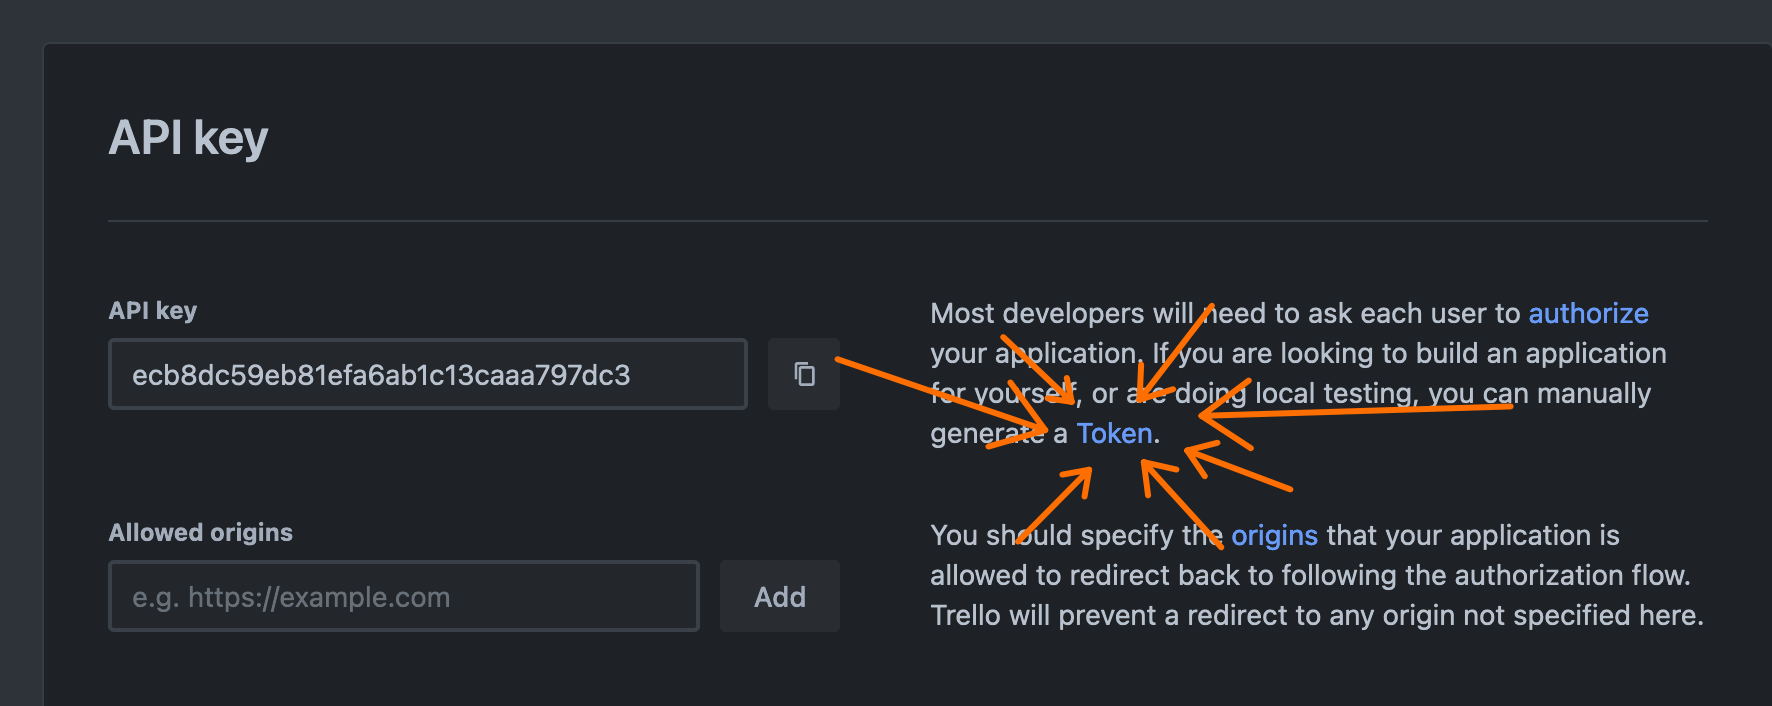 API key
API key
ecb8dc59eb81efa6ab1c13caaa797dc3
Most developers will need to ask each user to authorize
your application. If you are looking to build an application
for yourself, or are doing local testing, you can manually
generate a Token.
Allowed origins
e.g. https://example.com
Add
You should specify the origins that your application is
allowed to redirect back to following the authorization flow.
Trello will prevent a redirect to any origin not specified here.